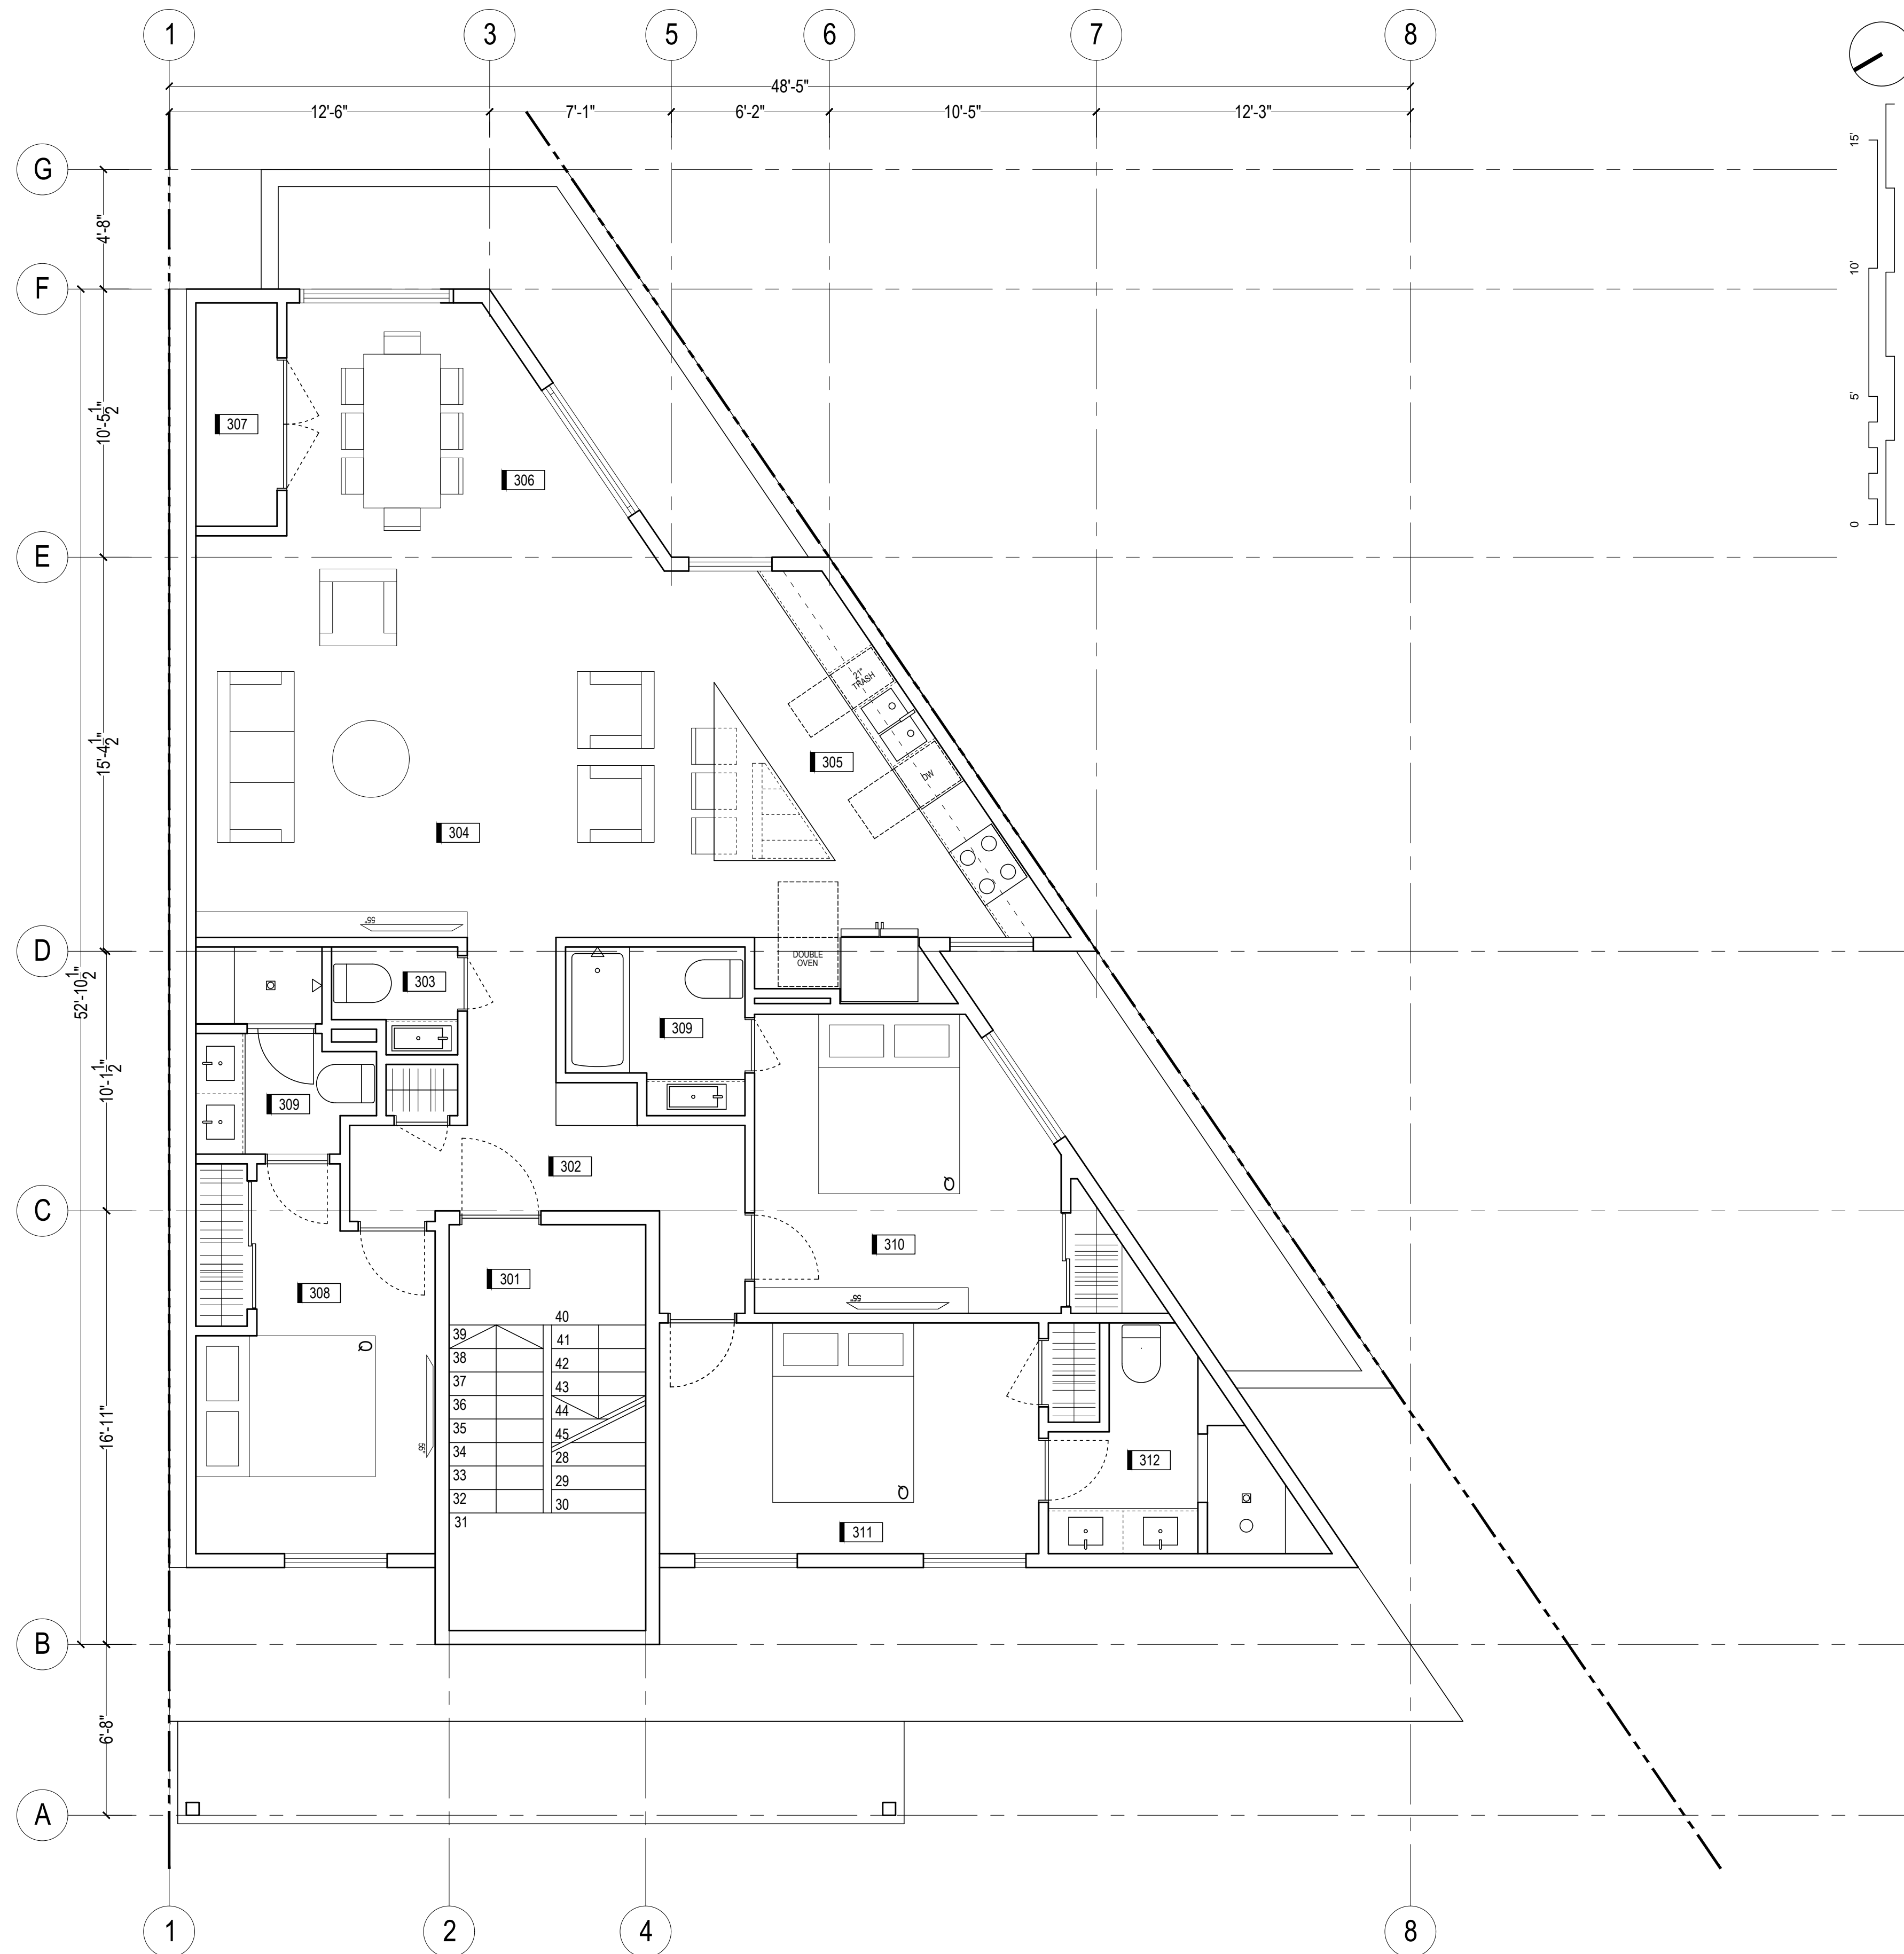 1 3 5 6 7 8
48'-5"
12'-6" 7'-1" 6'-2" 10'-5" 12'-3"
G
4'-8"
15'
F
10'
307
10'-5 1/2"
5'
306
0
E
21"
TRASH
15'-4 1/2"
305
DW
304
55"
D
DOUBLE
OVEN
303
52'-10 1/2"
309
10'-1 1/2"
309
302
C
310
301
308
55"
40
39 41
38 42
37 43
36 44
35 45
34 28
33 29
32 30
31
55"
16'-11"
312
311
B
6'-8"
A
1 2 4 8